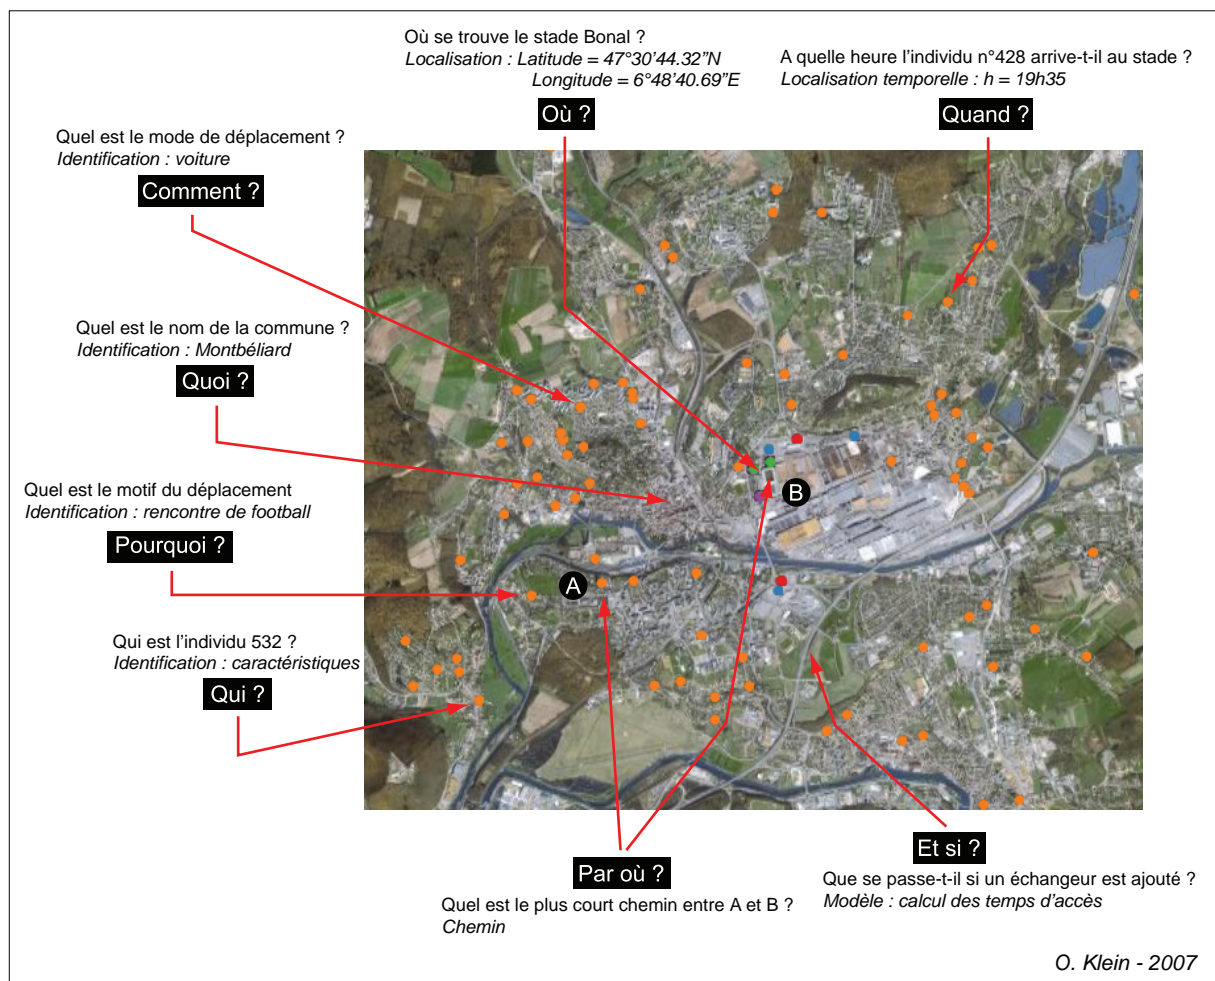 Où se trouve le stade Bonal ?
Localisation : Latitude = 47°30’44.32”N
Longitude = 6°48’40.69”E
Où ?
A quelle heure l’individu n°428 arrive-t-il au stade ?
Localisation temporelle : h = 19h35
Quand ?
Quel est le mode de déplacement ?
Identification : voiture
Comment ?
Quel est le nom de la commune ?
Identification : Montbéliard
Quoi ?
Quel est le motif du déplacement
Identification : rencontre de football
Pourquoi ?
Qui est l’individu 532 ?
Identification : caractéristiques
Qui ?
A
B
Par où ?
Quel est le plus court chemin entre A et B ?
Chemin
Et si ?
Que se passe-t-il si un échangeur est ajouté ?
Modèle : calcul des temps d’accès
O. Klein - 2007